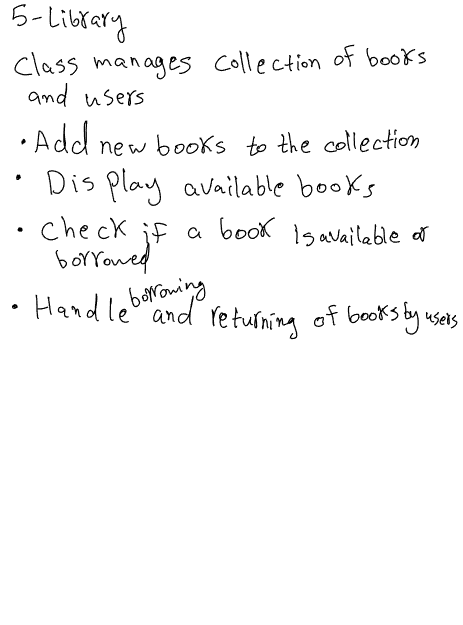 5-Library
Class manages collection of books
and users
• Add new books to the collection
• Display available books
• Check if a book Is available or
borrowed
• Handle borrowing and returning of books by users